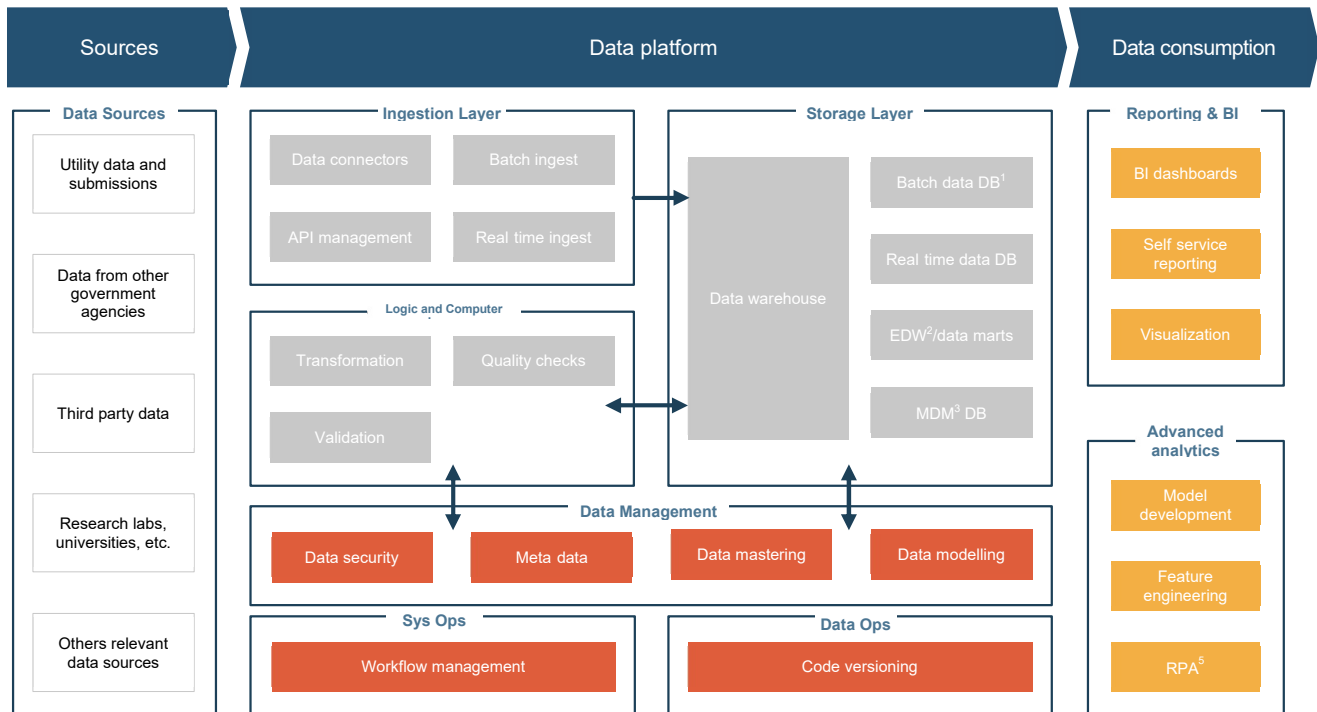 Sources
Data platform
Data consumption
Data Sources
Utility data and
submissions
Data from other
government
agencies
Third party data
Research labs,
universities, etc.
Others relevant
data sources
Ingestion Layer
Data connectors
Batch ingest
API management
Real time ingest
Logic and Computer
Transformation
Quality checks
Validation
Storage Layer
Data warehouse
Batch data DB¹
Real time data DB
EDW²/data marts
MDM³ DB
Data Management
Data security
Meta data
Data mastering
Data modelling
Sys Ops
Workflow management
Data Ops
Code versioning
Reporting & BI
BI dashboards
Self service
reporting
Visualization
Advanced
analytics
Model
development
Feature
engineering
RPA⁵